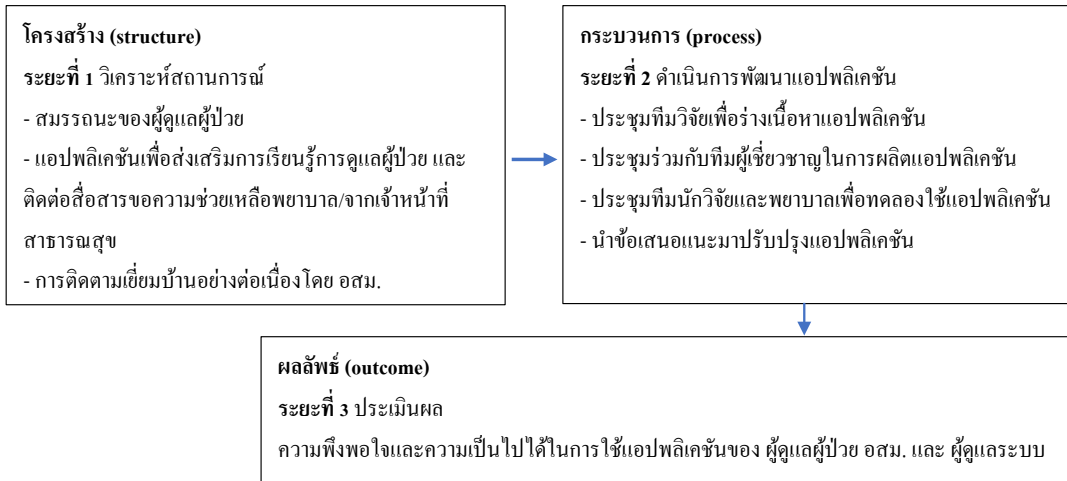 โครงสร้าง (structure)
ระยะที่ 1 วิเคราะห์สถานการณ์
- สมรรถนะของผู้ดูแลผู้ป่วย
- แอปพลิเคชันเพื่อส่งเสริมการเรียนรู้การดูแลผู้ป่วย และ
ติดต่อสื่อสารขอความช่วยเหลือพยาบาล/จากเจ้าหน้าที่
สาธารณสุข
- การติดตามเยี่ยมบ้านอย่างต่อเนื่องโดย อสม.
กระบวนการ (process)
ระยะที่ 2 ดำเนินการพัฒนาแอปพลิเคชัน
- ประชุมทีมวิจัยเพื่อร่างเนื้อหาแอปพลิเคชัน
- ประชุมร่วมกับทีมผู้เชี่ยวชาญในการผลิตแอปพลิเคชัน
- ประชุมทีมนักวิจัยและพยาบาลเพื่อทดลองใช้แอปพลิเคชัน
- นำข้อเสนอแนะมาปรับปรุงแอปพลิเคชัน
ผลลัพธ์ (outcome)
ระยะที่ 3 ประเมินผล
ความพึงพอใจและความเป็นไปได้ในการใช้แอปพลิเคชันของ ผู้ดูแลผู้ป่วย อสม. และ ผู้ดูแลระบบ